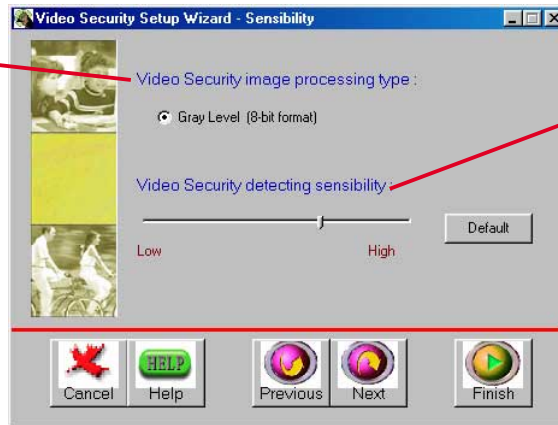 Video Security Setup Wizard - Sensibility
Video Security image processing type :
Gray Level (8-bit format)
Video Security detecting sensibility :
Default
Low High
HELP
Cancel Help Previous Next Finish